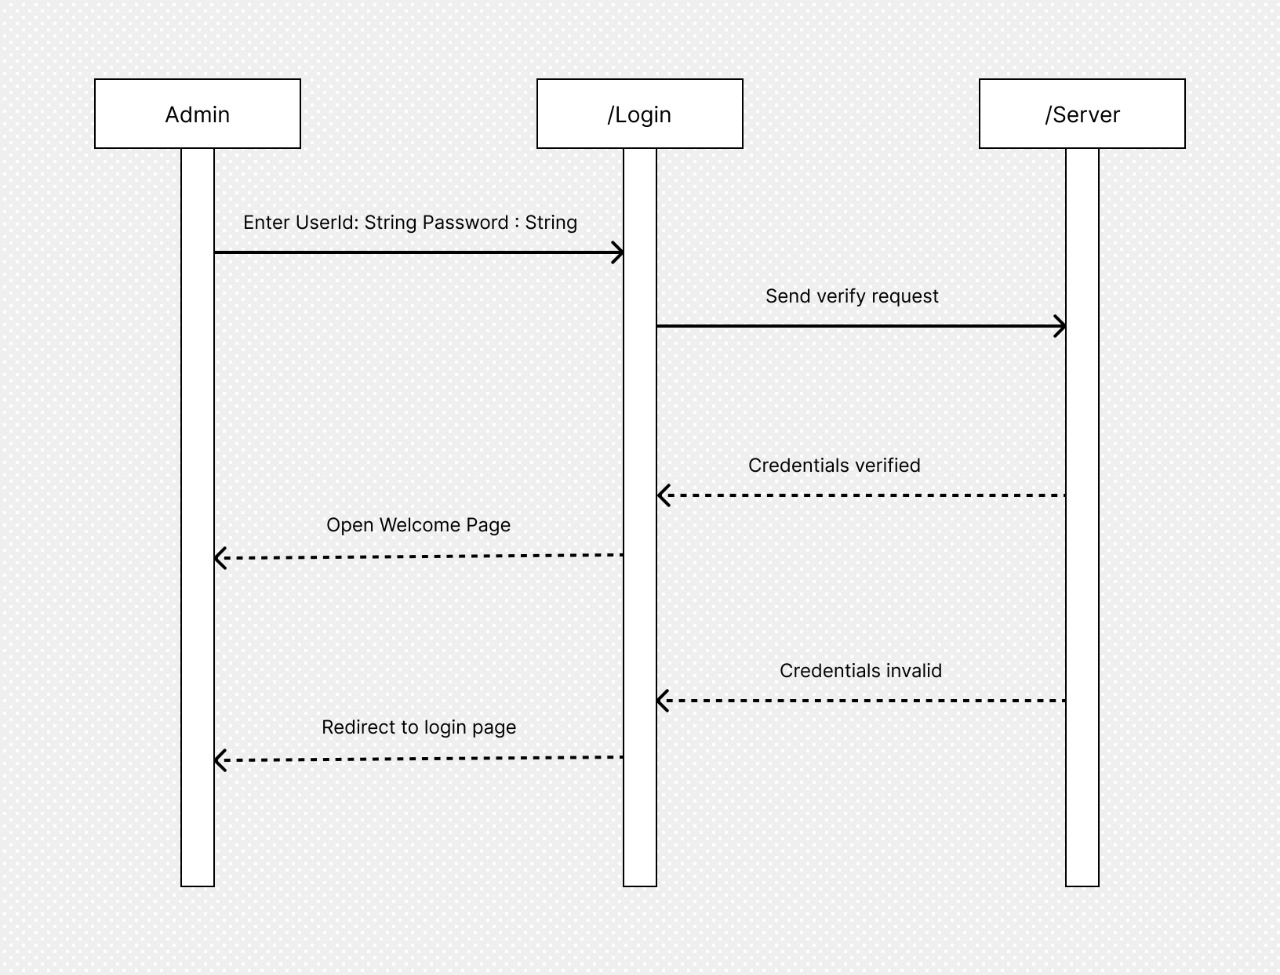 Admin
/Login
/Server
Enter UserId: String Password : String
Send verify request
Credentials verified
Open Welcome Page
Credentials invalid
Redirect to login page